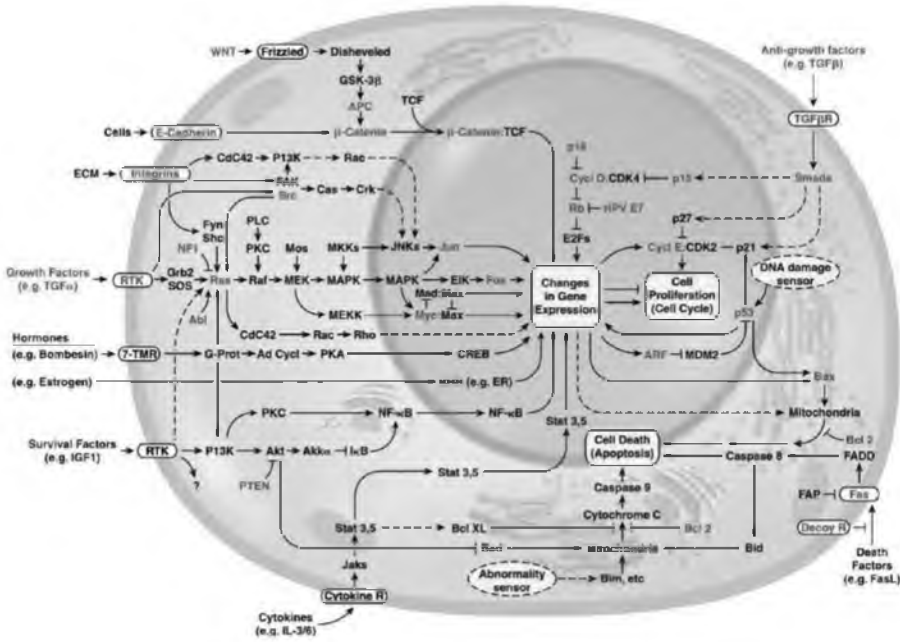 WNT → Frizzled → Disheveled
GSK-3β
APC
Cells → E-Cadherin
β-Catenin
TCF
β-Catenin:TCF
Anti-growth factors
(e.g. TGFβ)
TGFβR
Smads
p16
Cycl D:CDK4
p15
Rb
HPV E7
E2Fs
p27
Cycl E:CDK2
p21
DNA damage
sensor
p53
ECM → Integrins
CdC42 → P13K
Rac
FAK
Src
Cas → Crk
Fyn
Shc
NF1
PLC
PKC
Mos
MKKs → JNKs → Jun
Growth Factors
(e.g. TGFα)
RTK
Grb2
SOS
Ras → Raf → MEK → MAPK → MAPK → ElK
Fos
Mad:Max
Myc:Max
MEKK
Abl
CdC42 → Rac → Rho
Changes
in Gene
Expression
Cell
Proliferation
(Cell Cycle)
ARF
MDM2
Bax
Hormones
(e.g. Bombesin)
7-TMR
G-Prot → Ad Cycl → PKA
CREB
(e.g. Estrogen)
(e.g. ER)
PKC
NF-κB
NF-κB
Mitochondria
Bcl 2
Stat 3,5
Survival Factors
(e.g. IGF1)
RTK
P13K → Akt → Akkα
IκB
PTEN
?
Cell Death
(Apoptosis)
Caspase 8
FADD
Stat 3,5
Caspase 9
FAP
Fas
Cytochrome C
Stat 3,5
Bcl XL
Bcl 2
Decoy R
Bad
Mitochondria
Bid
Jaks
Abnormality
sensor
Bim, etc
Death
Factors
(e.g. FasL)
Cytokine R
Cytokines
(e.g. IL-3/6)